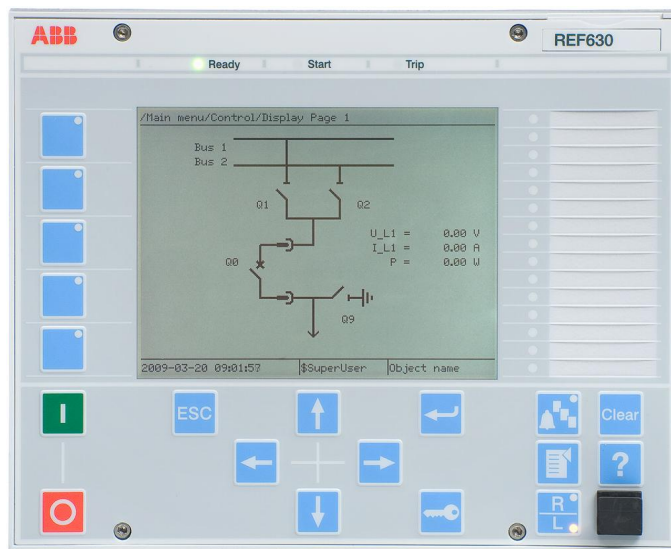 ABB
REF630
Ready Start Trip
/Main menu/Control/Display Page 1
Bus 1
Bus 2
Q1 Q2
U_L1 = 0.00 V
I_L1 = 0.00 A
Q0 P = 0.00 W
Q9
2009-03-20 09:01:57 $SuperUser Object name
I
ESC Clear
?
R
L